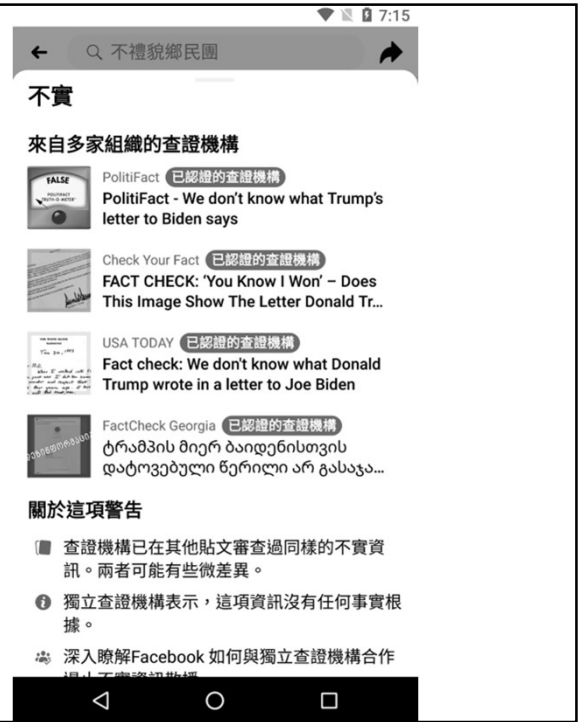 7:15
不禮貌鄉民團
不實
來自多家組織的查證機構
FALSE
POLITIFACT
TRUTH-O-METER™
PolitiFact 已認證的查證機構
PolitiFact - We don't know what Trump's
letter to Biden says
Check Your Fact 已認證的查證機構
FACT CHECK: 'You Know I Won' – Does
This Image Show The Letter Donald Tr...
USA TODAY 已認證的查證機構
Fact check: We don't know what Donald
Trump wrote in a letter to Joe Biden
FactCheck Georgia 已認證的查證機構
ტრამპის მიერ ბაიდენისთვის
დატოვებული წერილი არ გასაჯა...
關於這項警告
查證機構已在其他貼文審查過同樣的不實資
訊。兩者可能有些微差異。
獨立查證機構表示，這項資訊沒有任何事實根
據。
深入瞭解Facebook 如何與獨立查證機構合作